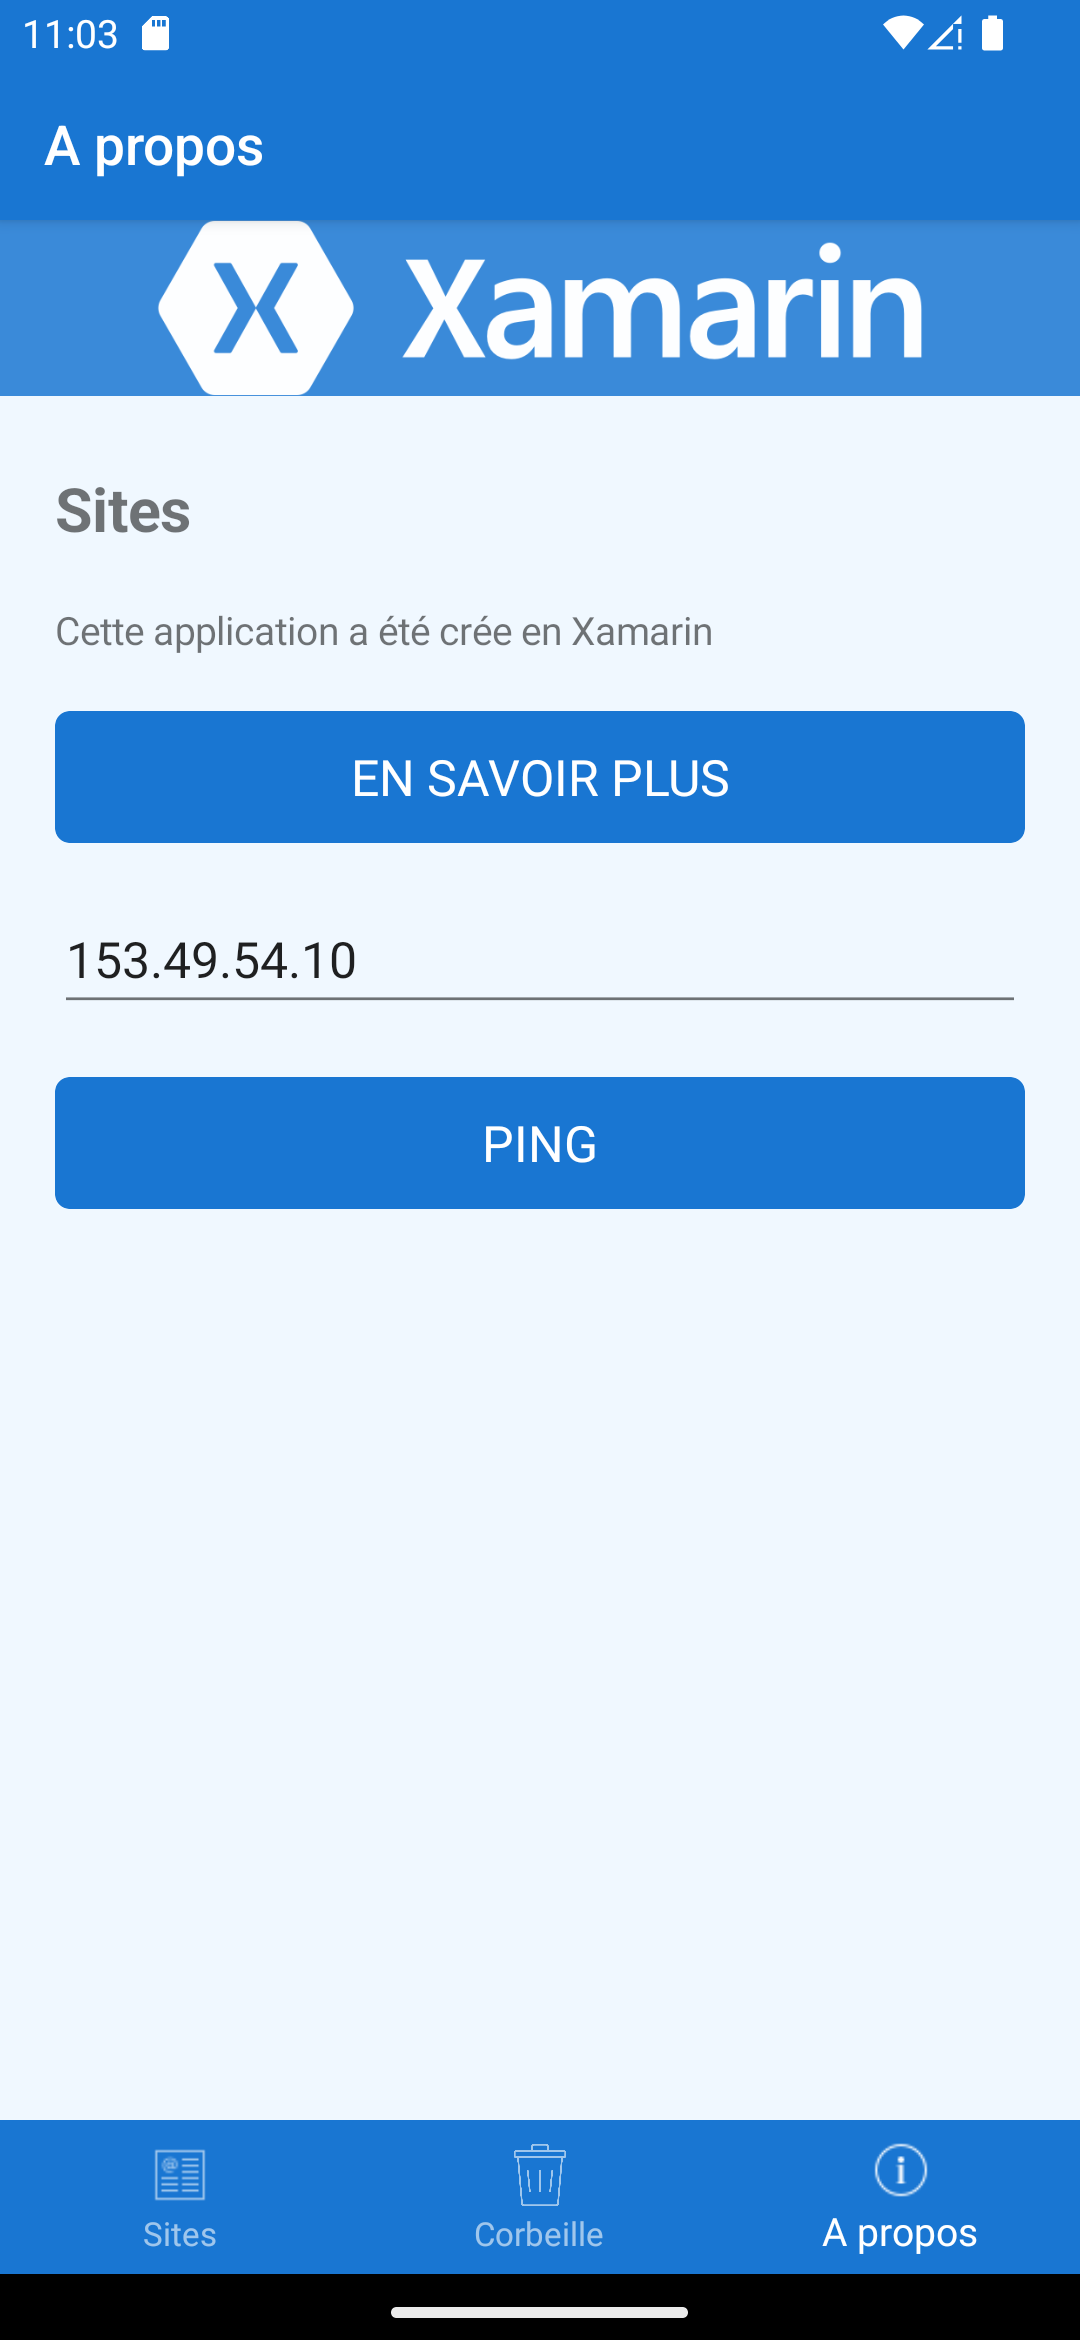 11:03
A propos
X Xamarin
Sites
Cette application a été crée en Xamarin
EN SAVOIR PLUS
153.49.54.10
PING
Sites Corbeille A propos